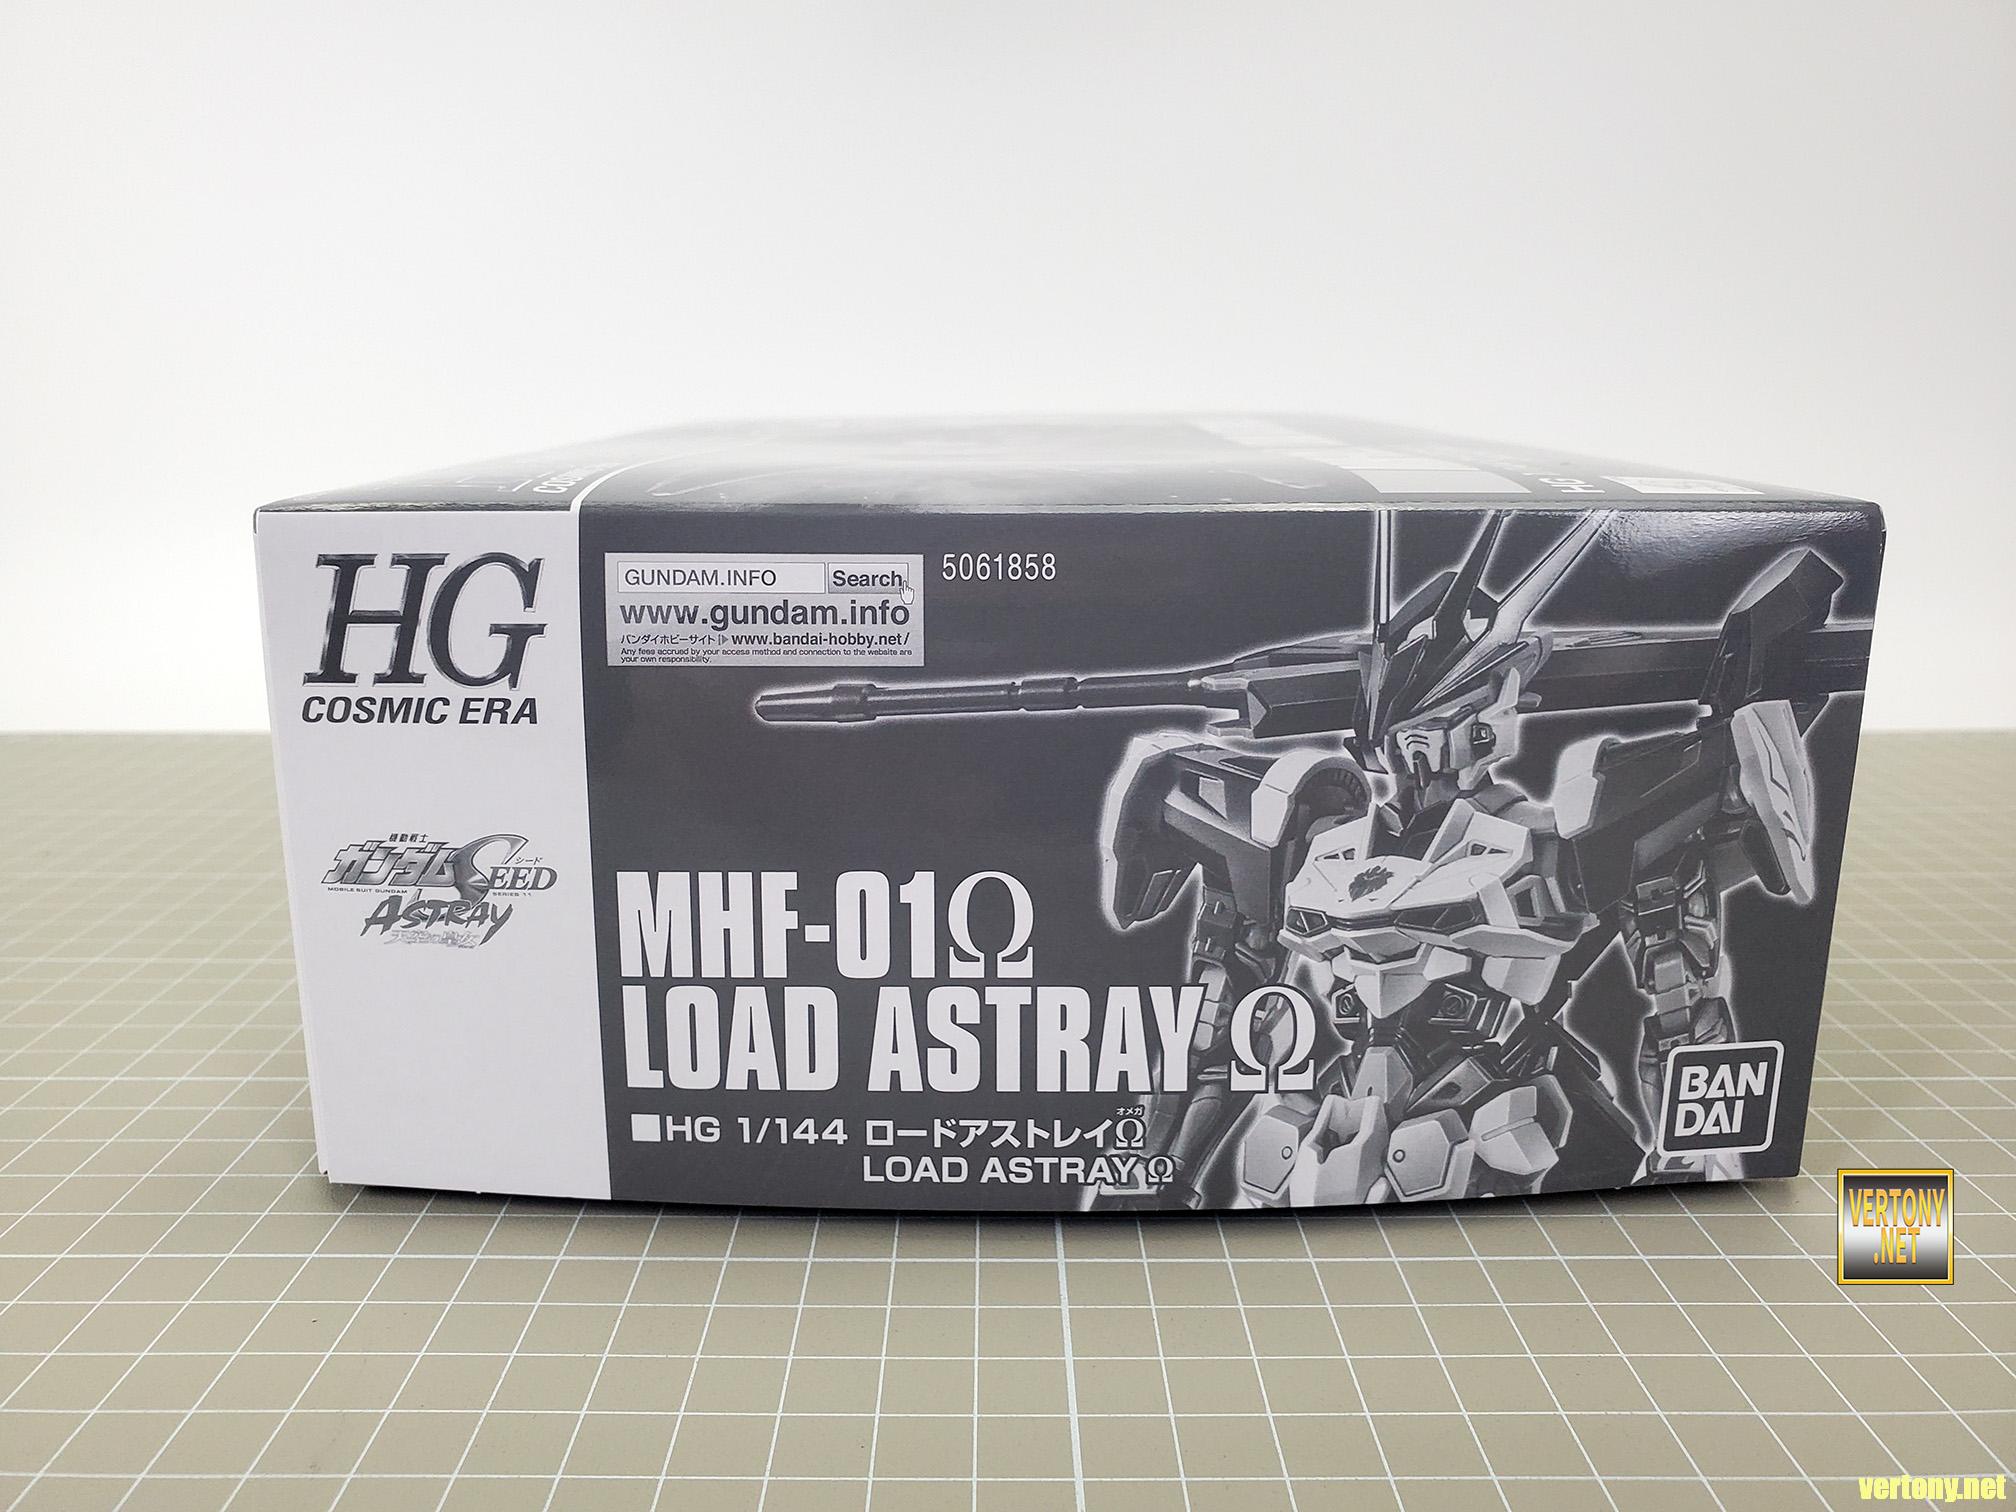 HG
COSMIC ERA
機動戦士
ガンダムSEED
シード
MOBILE SUIT GUNDAM
ASTRAY
GUNDAM.INFO
Search
www.gundam.info
バンダイホビーサイト www.bandai-hobby.net/
Any fees accrued by your access method and connection to the website are
your own responsibility.
5061858
MHF-01Ω
LOAD ASTRAY Ω
■HG 1/144 ロードアストレイΩ
オメガ
LOAD ASTRAY Ω
BAN
DAI
VERTONY
.NET
vertony.net